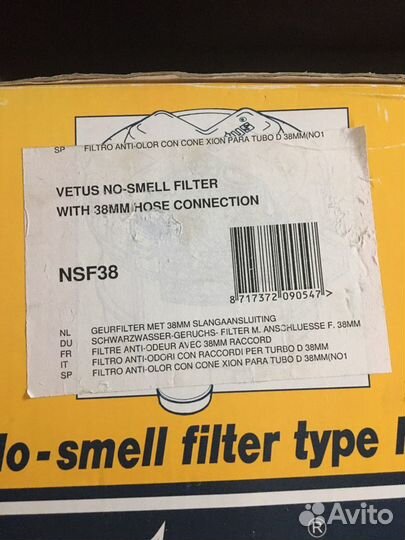 SP FILTRO ANTI-OLOR CON CONE XION PARA TUBO D 38MM(NO1
VETUS NO-SMELL FILTER
WITH 38MM HOSE CONNECTION
NSF38
8 717372 090547 >
NL GEURFILTER MET 38MM SLANGAANSLUITING
DU SCHWARZWASSER-GERUCHS- FILTER M. ANSCHLUESSE F. 38MM
FR FILTRE ANTI-ODEUR AVEC 38MM RACCORD
IT FILTRO ANTI-ODORI CON RACCORDI PER TUBO D 38MM
SP FILTRO ANTI-OLOR CON CONE XION PARA TUBO D 38MM(NO1
o-smell filter type
®
Avito